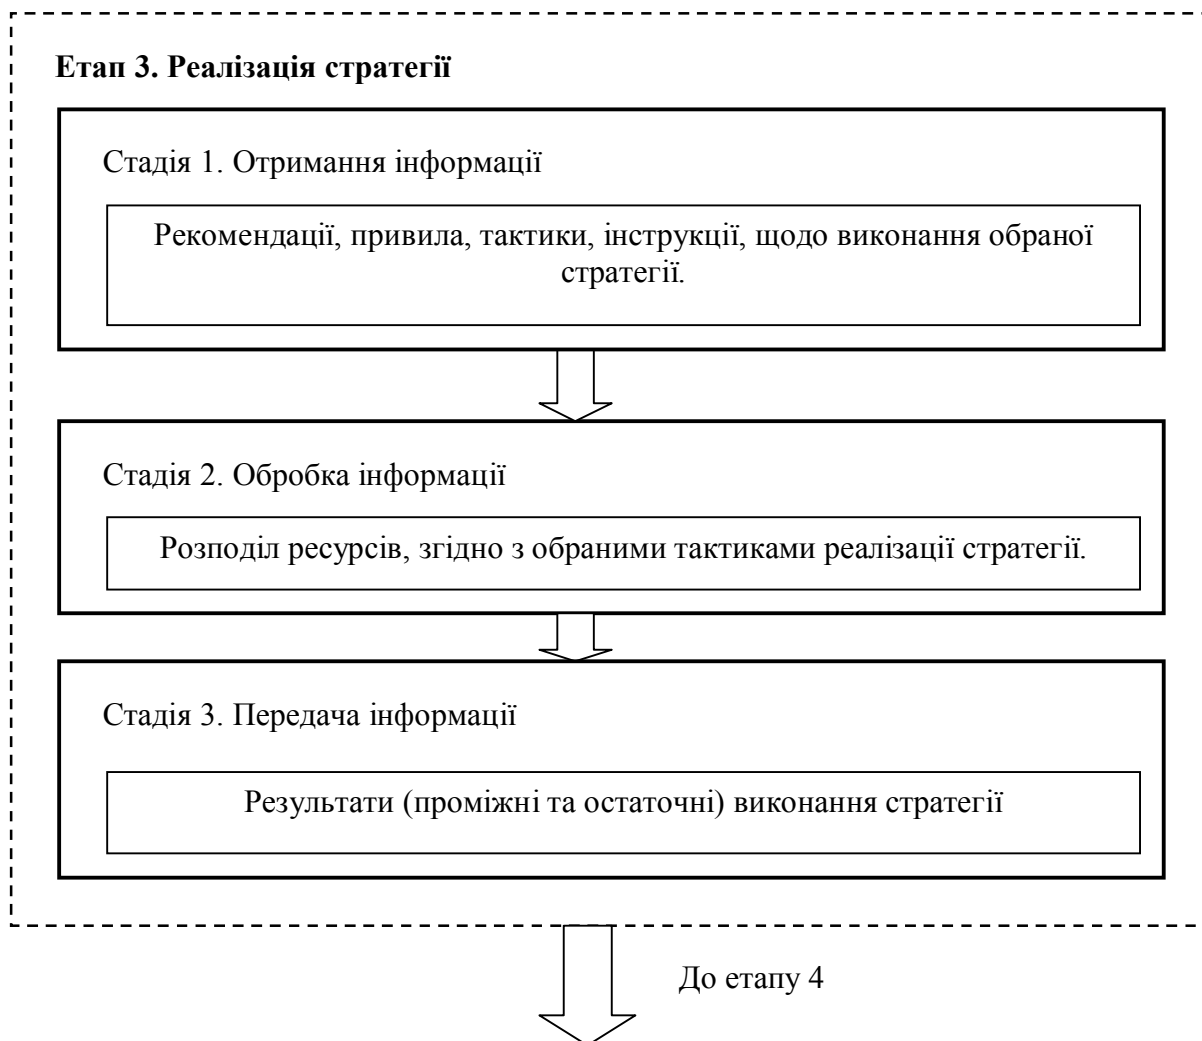 Етап 3. Реалізація стратегії
Стадія 1. Отримання інформації
Рекомендації, привила, тактики, інструкції, щодо виконання обраної
стратегії.
Стадія 2. Обробка інформації
Розподіл ресурсів, згідно з обраними тактиками реалізації стратегії.
Стадія 3. Передача інформації
Результати (проміжні та остаточні) виконання стратегії
До етапу 4